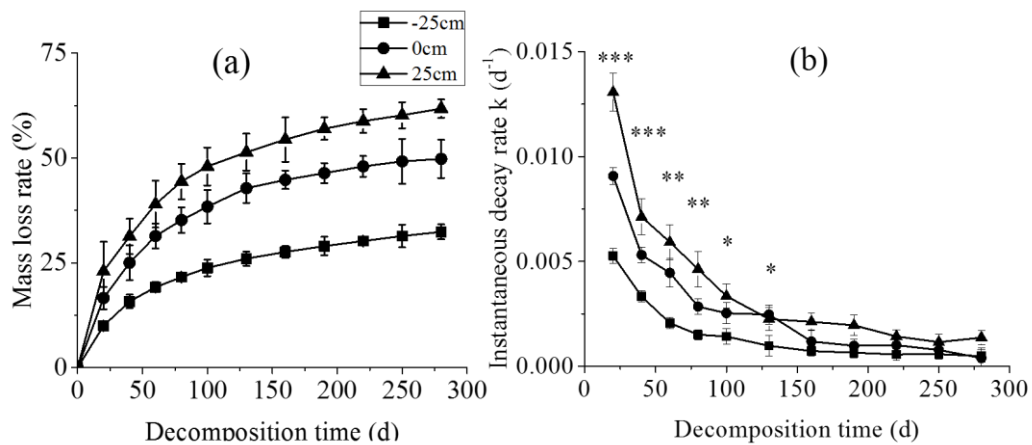 (a)
-25cm
0cm
25cm
Mass loss rate (%)
75
50
25
0
0 50 100 150 200 250 300
Decomposition time (d)
(b)
Instantaneous decay rate k (d-1)
0.015
0.010
0.005
0.000
***
***
**
**
*
*
0 50 100 150 200 250 300
Decomposition time (d)